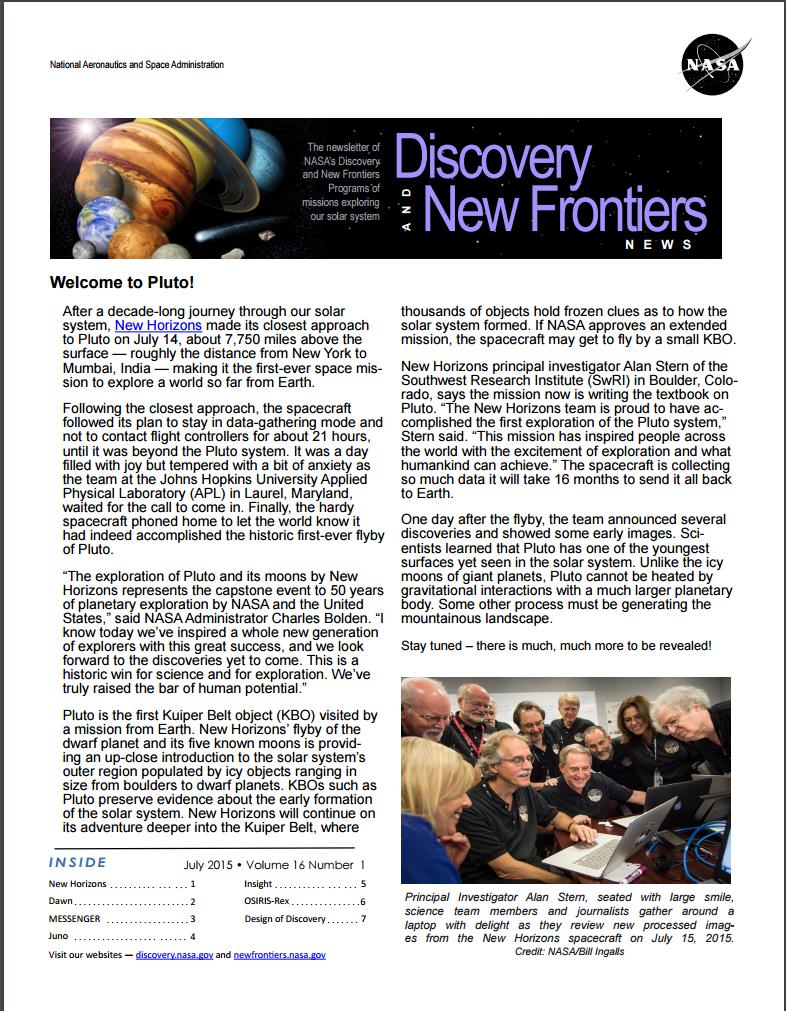 National Aeronautics and Space Administration
NASA
The newsletter of
NASA's Discovery
and New Frontiers
Programs of
missions exploring
our solar system
Discovery
AND
New Frontiers
NEWS
Welcome to Pluto!
After a decade-long journey through our solar
system, New Horizons made its closest approach
to Pluto on July 14, about 7,750 miles above the
surface — roughly the distance from New York to
Mumbai, India — making it the first-ever space mis-
sion to explore a world so far from Earth.
Following the closest approach, the spacecraft
followed its plan to stay in data-gathering mode and
not to contact flight controllers for about 21 hours,
until it was beyond the Pluto system. It was a day
filled with joy but tempered with a bit of anxiety as
the team at the Johns Hopkins University Applied
Physical Laboratory (APL) in Laurel, Maryland,
waited for the call to come in. Finally, the hardy
spacecraft phoned home to let the world know it
had indeed accomplished the historic first-ever flyby
of Pluto.
“The exploration of Pluto and its moons by New
Horizons represents the capstone event to 50 years
of planetary exploration by NASA and the United
States,” said NASA Administrator Charles Bolden. “I
know today we’ve inspired a whole new generation
of explorers with this great success, and we look
forward to the discoveries yet to come. This is a
historic win for science and for exploration. We’ve
truly raised the bar of human potential.”
Pluto is the first Kuiper Belt object (KBO) visited by
a mission from Earth. New Horizons’ flyby of the
dwarf planet and its five known moons is provid-
ing an up-close introduction to the solar system’s
outer region populated by icy objects ranging in
size from boulders to dwarf planets. KBOs such as
Pluto preserve evidence about the early formation
of the solar system. New Horizons will continue on
its adventure deeper into the Kuiper Belt, where
thousands of objects hold frozen clues as to how the
solar system formed. If NASA approves an extended
mission, the spacecraft may get to fly by a small KBO.
New Horizons principal investigator Alan Stern of the
Southwest Research Institute (SwRI) in Boulder, Colo-
rado, says the mission now is writing the textbook on
Pluto. “The New Horizons team is proud to have ac-
complished the first exploration of the Pluto system,”
Stern said. “This mission has inspired people across
the world with the excitement of exploration and what
humankind can achieve.” The spacecraft is collecting
so much data it will take 16 months to send it all back
to Earth.
One day after the flyby, the team announced several
discoveries and showed some early images. Sci-
entists learned that Pluto has one of the youngest
surfaces yet seen in the solar system. Unlike the icy
moons of giant planets, Pluto cannot be heated by
gravitational interactions with a much larger planetary
body. Some other process must be generating the
mountainous landscape.
Stay tuned – there is much, much more to be revealed!
Principal Investigator Alan Stern, seated with large smile,
science team members and journalists gather around a
laptop with delight as they review new processed imag-
es from the New Horizons spacecraft on July 15, 2015.
Credit: NASA/Bill Ingalls
INSIDE
July 2015 • Volume 16 Number 1
New Horizons .......... ... .... 1
Dawn........................... 2
MESSENGER ................... 3
Juno ........................ 4
Insight .................. ... 5
OSIRIS-Rex ..............6
Design of Discovery....... 7
Visit our websites — discovery.nasa.gov and newfrontiers.nasa.gov